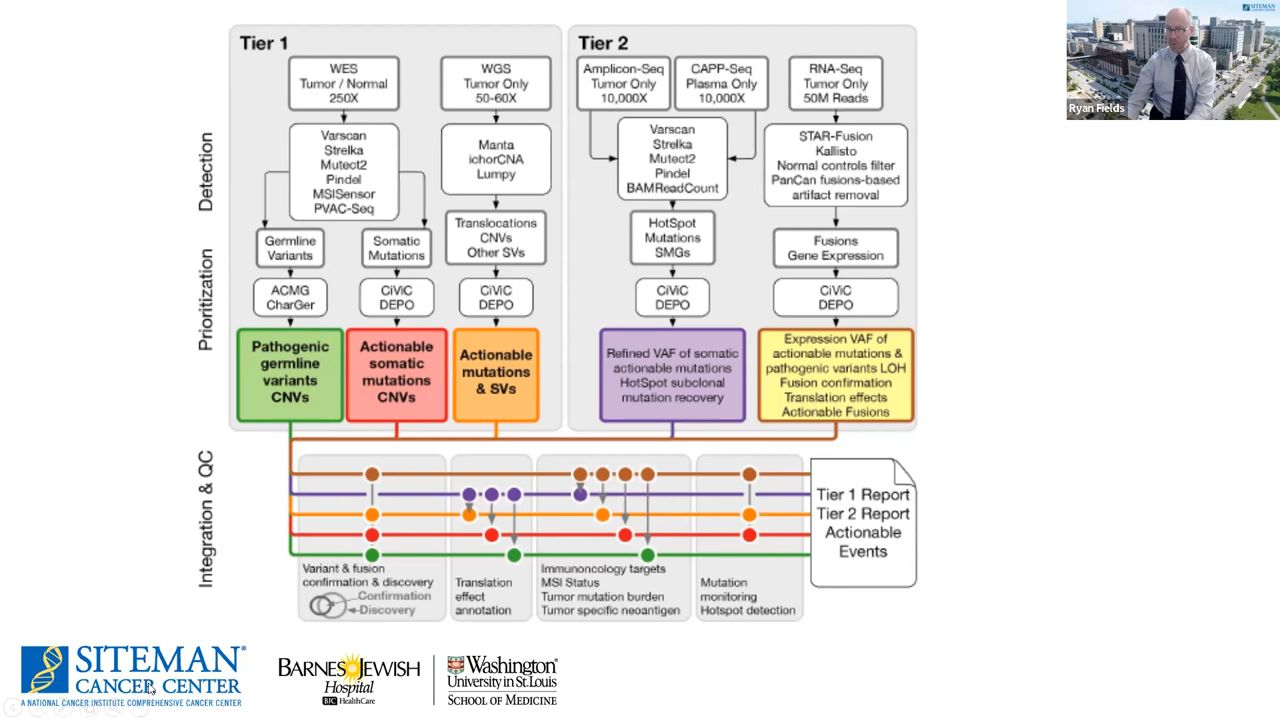 Tier 1
WES
Tumor / Normal
250X
WGS
Tumor Only
50-60X
Varscan
Strelka
Mutect2
Pindel
MSISensor
PVAC-Seq
Manta
ichorCNA
Lumpy
Germline
Variants
Somatic
Mutations
Translocations
CNVs
Other SVs
ACMG
CharGer
CiViC
DEPO
CiViC
DEPO
Pathogenic
germline
variants
CNVs
Actionable
somatic
mutations
CNVs
Actionable
mutations
& SVs
Tier 2
Amplicon-Seq
Tumor Only
10,000X
CAPP-Seq
Plasma Only
10,000X
RNA-Seq
Tumor Only
50M Reads
Varscan
Strelka
Mutect2
Pindel
BAMReadCount
STAR-Fusion
Kallisto
Normal controls filter
PanCan fusions-based
artifact removal
HotSpot
Mutations
SMGs
Fusions
Gene Expression
CiViC
DEPO
CiViC
DEPO
Refined VAF of somatic
actionable mutations
HotSpot subclonal
mutation recovery
Expression VAF of
actionable mutations &
pathogenic variants LOH
Fusion confirmation
Translation effects
Actionable Fusions
Detection
Prioritization
Integration & QC
Variant & fusion
confirmation & discovery
Confirmation
Discovery
Translation
effect
annotation
Immunoncology targets
MSI Status
Tumor mutation burden
Tumor specific neoantigen
Mutation
monitoring
Hotspot detection
Tier 1 Report
Tier 2 Report
Actionable
Events
SITEMAN®
CANCER CENTER
A NATIONAL CANCER INSTITUTE COMPREHENSIVE CANCER CENTER
BARNES JEWISH
Hospital
BJC HealthCare
Washington
University in St. Louis
SCHOOL OF MEDICINE
SITEMAN
CANCER CENTER
Ryan Fields